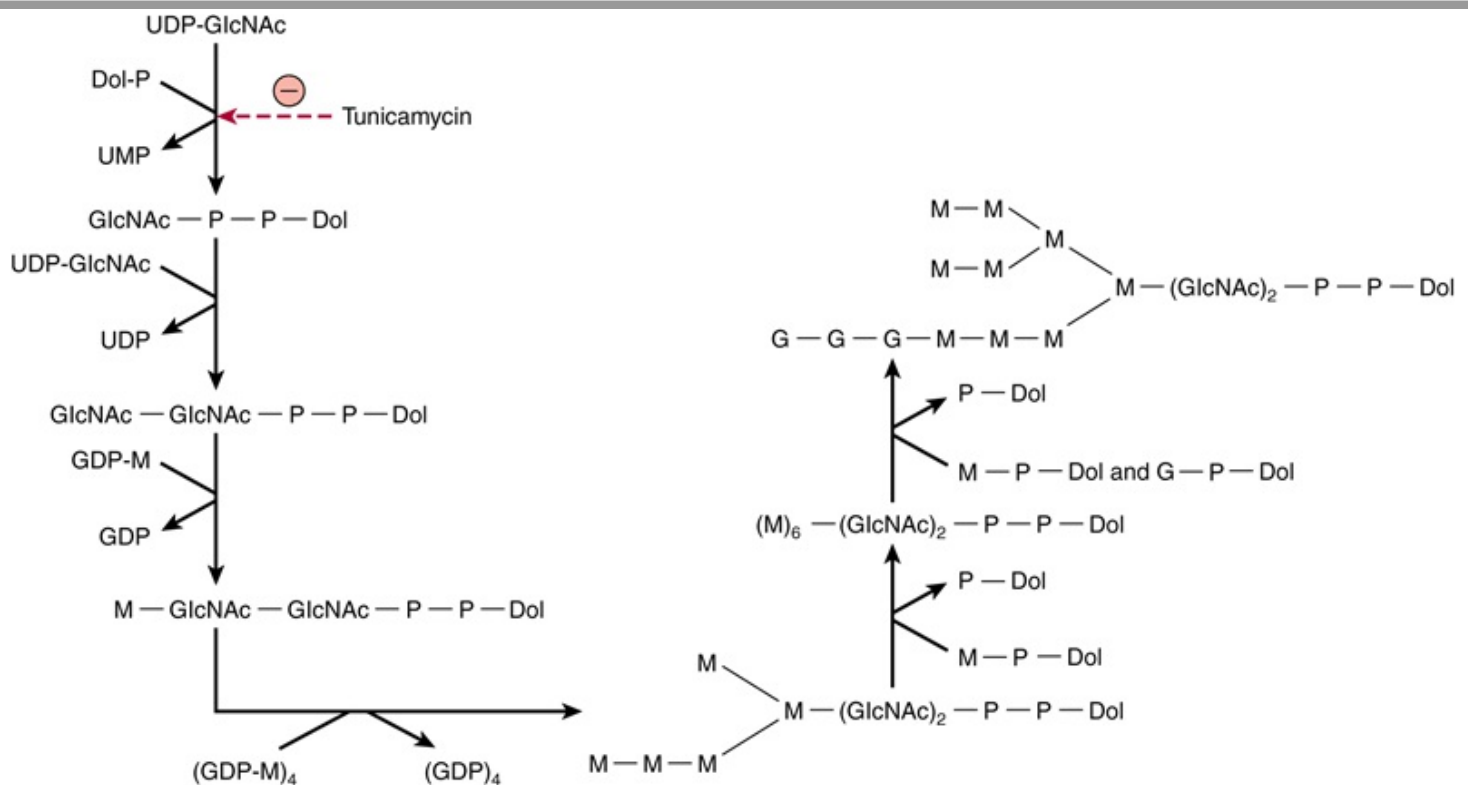 UDP-GlcNAc
Dol-P
Tunicamycin
UMP
GlcNAc — P — P — Dol
UDP-GlcNAc
UDP
GlcNAc — GlcNAc — P — P — Dol
GDP-M
GDP
M — GlcNAc — GlcNAc — P — P — Dol
(GDP-M)₄
(GDP)₄
M
M — (GlcNAc)₂ — P — P — Dol
M — M — M
M — P — Dol
P — Dol
(M)₆ — (GlcNAc)₂ — P — P — Dol
M — P — Dol and G — P — Dol
P — Dol
M — M
M
M — M
M — (GlcNAc)₂ — P — P — Dol
G — G — G — M — M — M